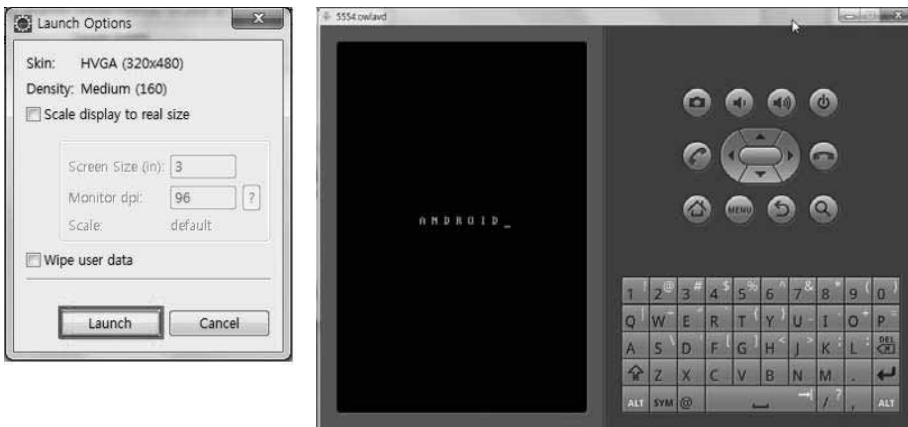 Launch Options
Skin: HVGA (320x480)
Density: Medium (160)
Scale display to real size
Screen Size (in): 3
Monitor dpi: 96 ?
Scale: default
Wipe user data
Launch Cancel
5554:owlavd
ANDROID_
MENU
1 ! 2 @ 3 # 4 $ 5 % 6 ^ 7 & 8 * 9 ( 0 )
Q W E R T Y U I O P
A S D F G H J K L DEL
Z X C V B N M .
ALT SYM @ / ? , ALT